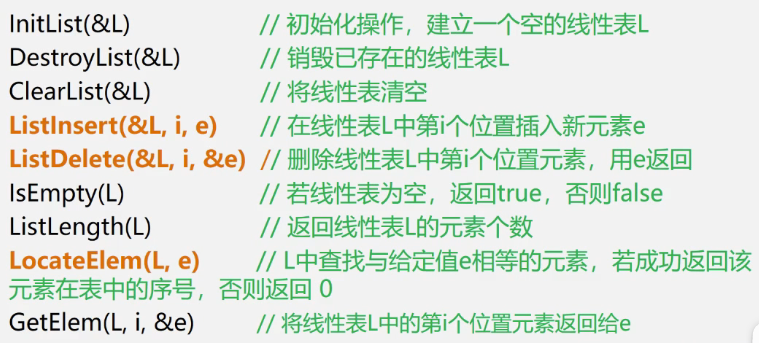 InitList(&L) // 初始化操作，建立一个空的线性表L
DestroyList(&L) // 销毁已存在的线性表L
ClearList(&L) // 将线性表清空
ListInsert(&L, i, e) // 在线性表L中第i个位置插入新元素e
ListDelete(&L, i, &e) // 删除线性表L中第i个位置元素，用e返回
IsEmpty(L) // 若线性表为空，返回true，否则false
ListLength(L) // 返回线性表L的元素个数
LocateElem(L, e) // L中查找与给定值e相等的元素，若成功返回该
元素在表中的序号，否则返回 0
GetElem(L, i, &e) // 将线性表L中的第i个位置元素返回给e